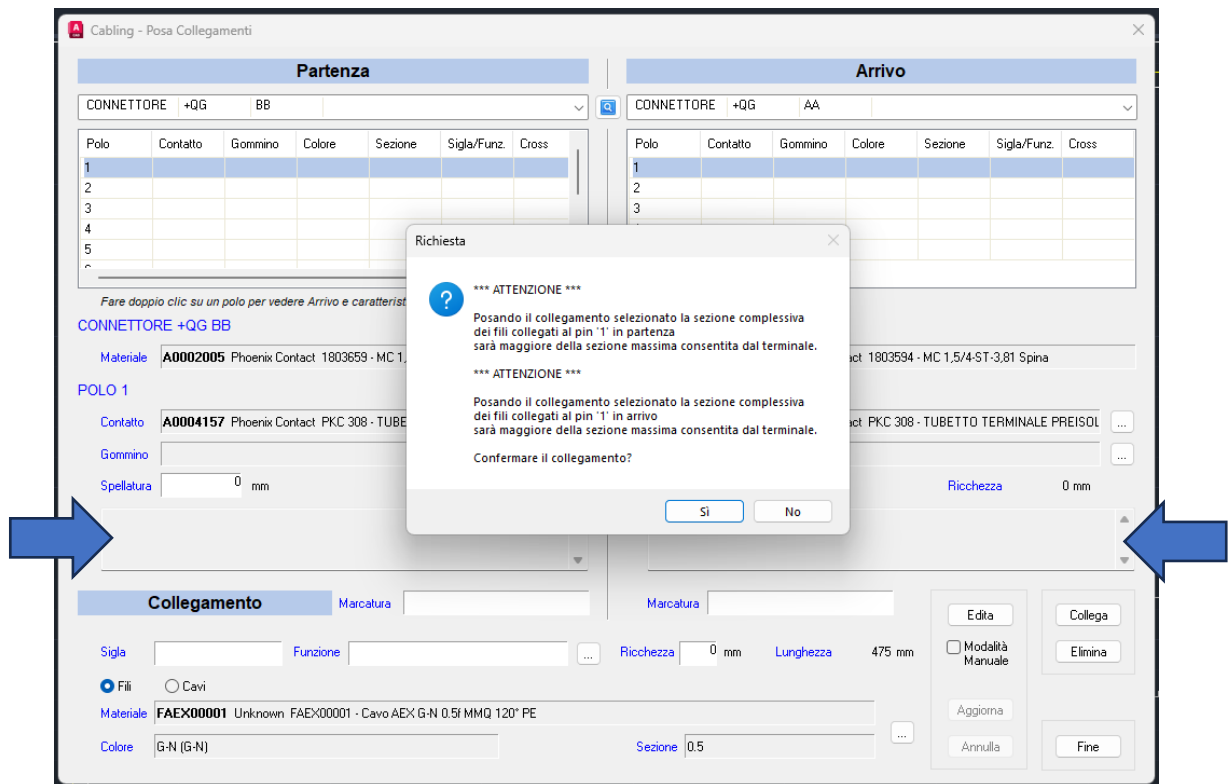 Cabling - Posa Collegamenti
Partenza
Arrivo
CONNETTORE +QG BB
CONNETTORE +QG AA
Polo Contatto Gommino Colore Sezione Sigla/Funz. Cross
Polo Contatto Gommino Colore Sezione Sigla/Funz. Cross
1
1
2
2
3
3
4
5
Fare doppio clic su un polo per vedere Arrivo e caratterist
CONNETTORE +QG BB
Materiale A0002005 Phoenix Contact 1803659 - MC 1,
act 1803594 - MC 1,5/4-ST-3,81 Spina
POLO 1
Contatto A0004157 Phoenix Contact PKC 308 - TUBE
act PKC 308 - TUBETTO TERMINALE PREISOL ...
Gommino
...
Spellatura 0 mm
Ricchezza 0 mm
Richiesta
*** ATTENZIONE ***
Posando il collegamento selezionato la sezione complessiva
dei fili collegati al pin '1' in partenza
sarà maggiore della sezione massima consentita dal terminale.
*** ATTENZIONE ***
Posando il collegamento selezionato la sezione complessiva
dei fili collegati al pin '1' in arrivo
sarà maggiore della sezione massima consentita dal terminale.
Confermare il collegamento?
Sì No
Collegamento Marcatura
Marcatura
Edita Collega
Sigla Funzione ... Ricchezza 0 mm Lunghezza 475 mm
Modalità
Manuale
Elimina
Fili Cavi
Materiale FAEX00001 Unknown FAEX00001 - Cavo AEX G-N 0.5f MMQ 120° PE
...
Aggiorna
Colore G-N (G-N) Sezione 0.5
Annulla Fine